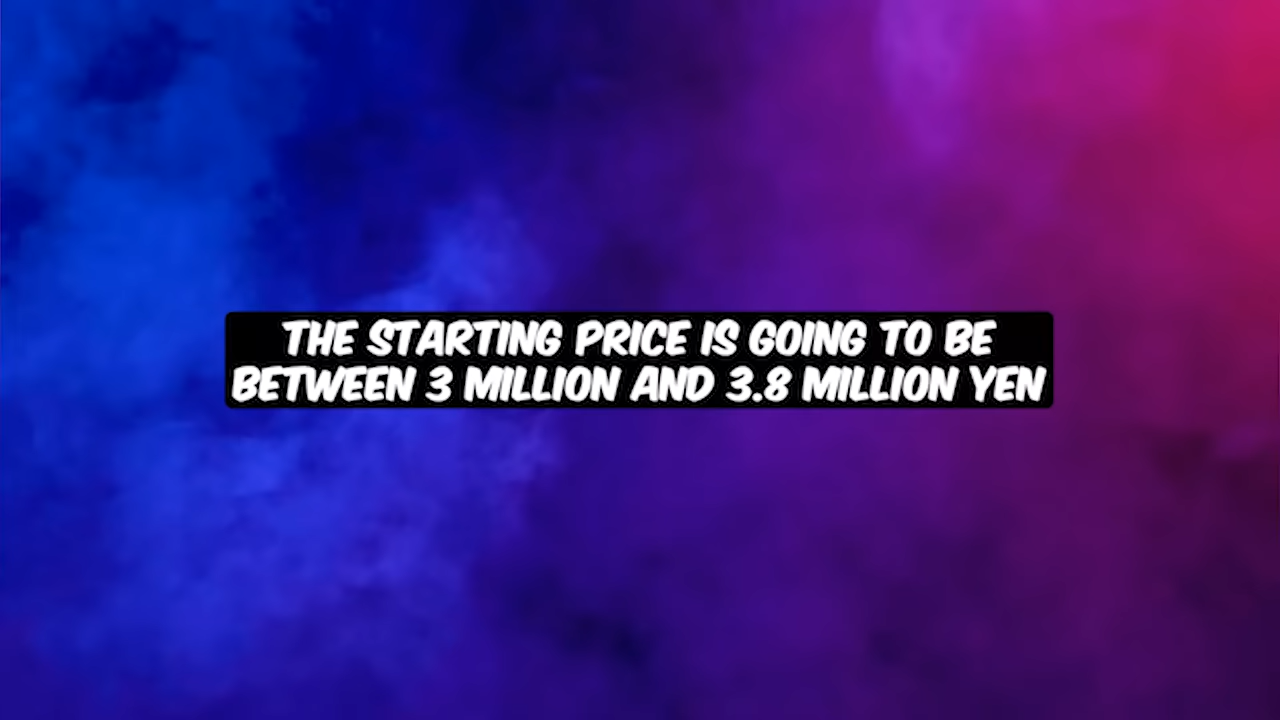 THE STARTING PRICE IS GOING TO BE
BETWEEN 3 MILLION AND 3.8 MILLION YEN